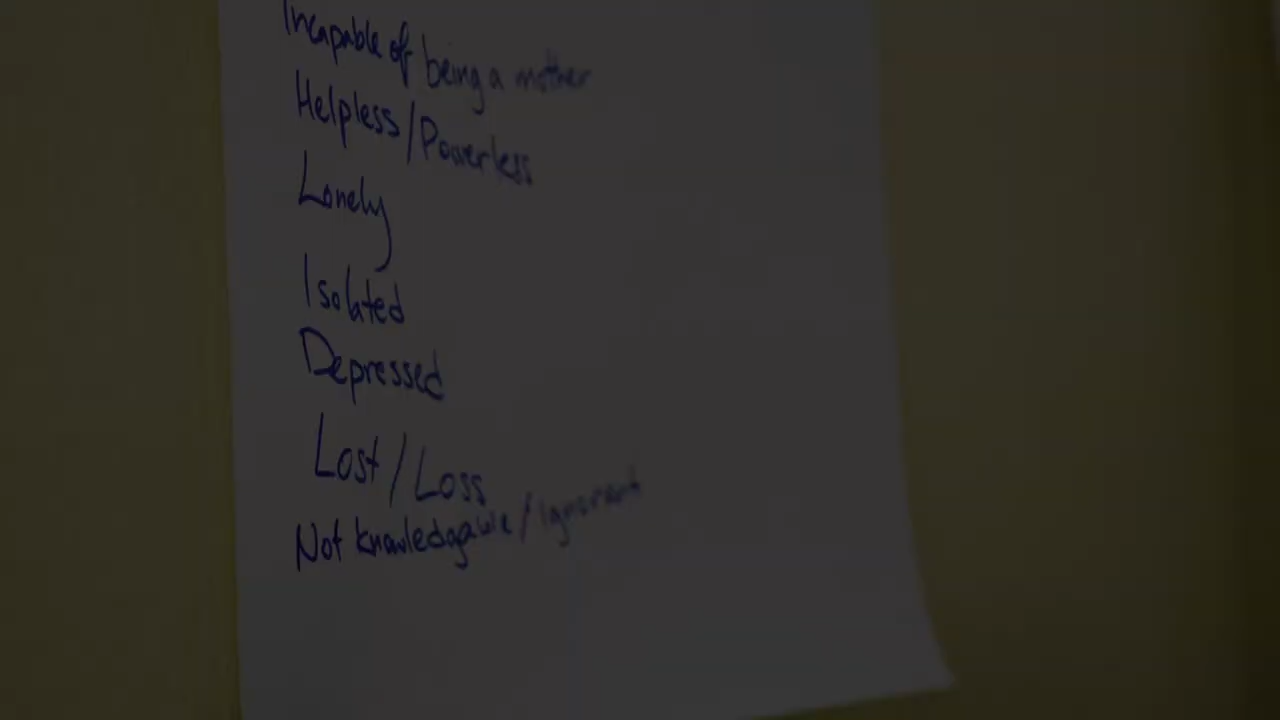 Incapable of being a mother
Helpless/Powerless
Lonely
Isolated
Depressed
Lost/Loss
Not knowledgable/Ignorant